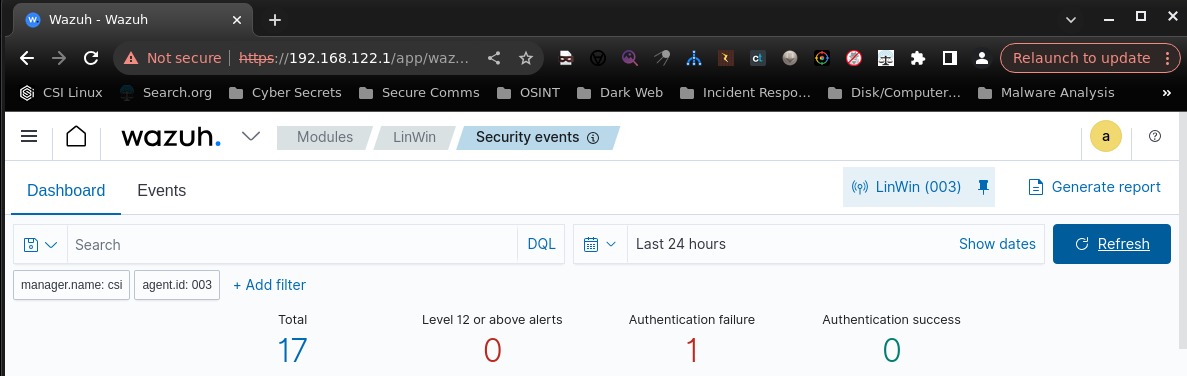 Wazuh - Wazuh
Not secure https://192.168.122.1/app/waz...
Relaunch to update
CSI Linux Search.org Cyber Secrets Secure Comms OSINT Dark Web Incident Respo... Disk/Computer... Malware Analysis »
wazuh. Modules LinWin Security events a
Dashboard Events LinWin (003) Generate report
Search DQL Last 24 hours Show dates Refresh
manager.name: csi agent.id: 003 + Add filter
Total Level 12 or above alerts Authentication failure Authentication success
17 0 1 0